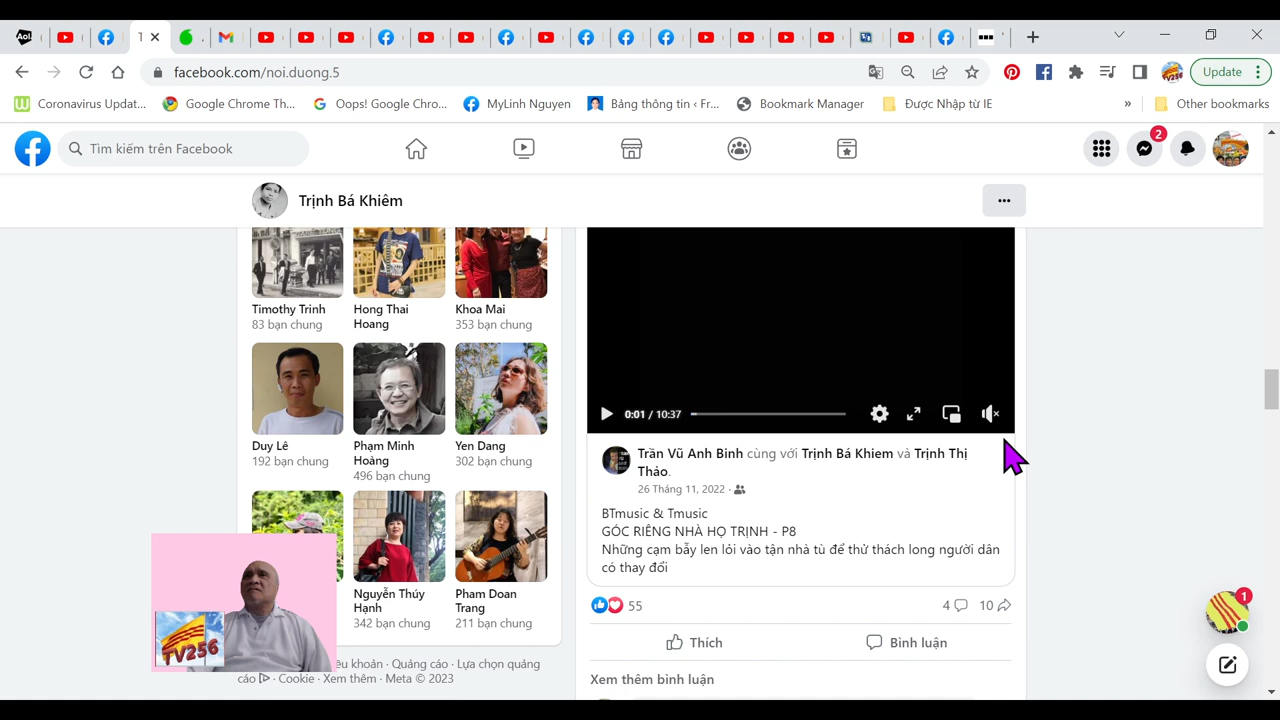 Aol.
T
facebook.com/noi.duong.5
Update
Coronavirus Updat...
Google Chrome Th...
Oops! Google Chro...
MyLinh Nguyen
Bảng thông tin ‹ Fr...
Bookmark Manager
Được Nhập từ IE
»
Other bookmarks
Tìm kiếm trên Facebook
2
Trịnh Bá Khiêm
Timothy Trinh
83 bạn chung
Hong Thai
Hoang
Khoa Mai
353 bạn chung
Duy Lê
192 bạn chung
Phạm Minh
Hoàng
496 bạn chung
Yen Dang
302 bạn chung
Nguyễn Thúy
Hạnh
342 bạn chung
Pham Doan
Trang
211 bạn chung
TV256
0:01 / 10:37
Trần Vũ Anh Binh cùng với Trịnh Bá Khiem và Trịnh Thị
Thảo.
26 Tháng 11, 2022 ·
BTmusic & Tmusic
GÓC RIÊNG NHÀ HỌ TRỊNH - P8
Những cạm bẫy len lỏi vào tận nhà tù để thử thách long người dân
có thay đổi
55
4
10
Thích
Bình luận
Xem thêm bình luận
1
khoản · Quảng cáo · Lựa chọn quảng
cáo · Cookie · Xem thêm · Meta © 2023